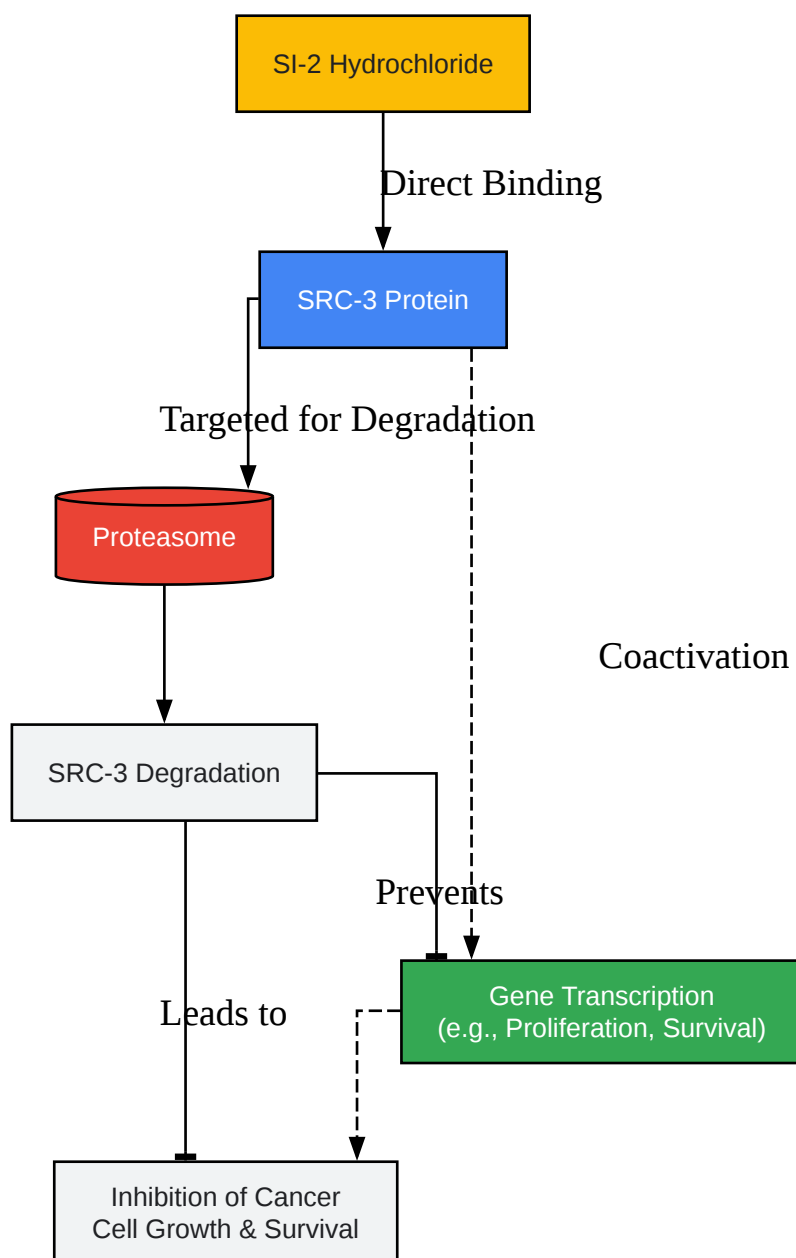 SI-2 Hydrochloride
Direct Binding
SRC-3 Protein
Targeted for Degradation
Proteasome
Coactivation
SRC-3 Degradation
Prevents
Gene Transcription
(e.g., Proliferation, Survival)
Leads to
Inhibition of Cancer
Cell Growth & Survival